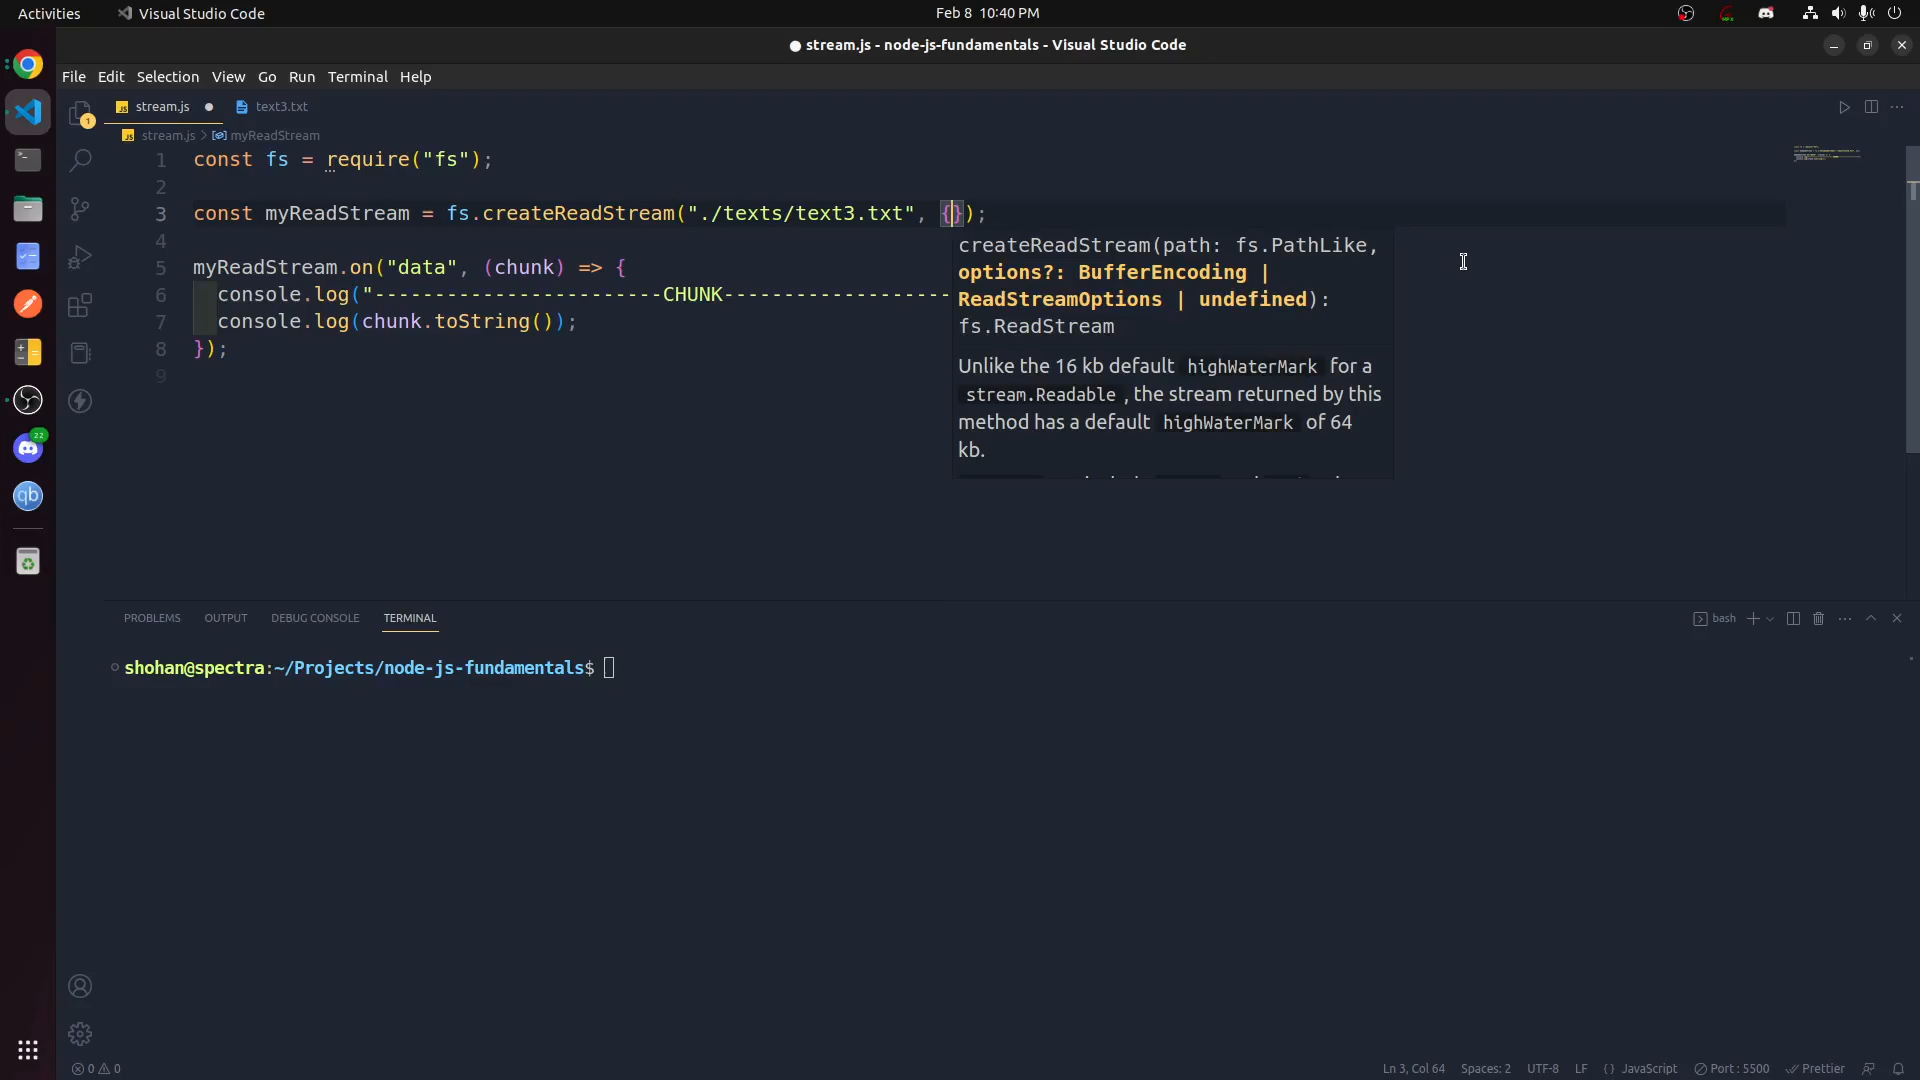 Activities
Visual Studio Code
Feb 8 10:40 PM
● stream.js - node-js-fundamentals - Visual Studio Code
File Edit Selection View Go Run Terminal Help
JS stream.js ●
text3.txt
JS stream.js > myReadStream
1 const fs = require("fs");
2
3 const myReadStream = fs.createReadStream("./texts/text3.txt", {});
4
5 myReadStream.on("data", (chunk) => {
6 console.log("------------------------CHUNK-------------------
7 console.log(chunk.toString());
8 });
9
createReadStream(path: fs.PathLike,
options?: BufferEncoding |
ReadStreamOptions | undefined):
fs.ReadStream
Unlike the 16 kb default highWaterMark for a
stream.Readable , the stream returned by this
method has a default highWaterMark of 64
kb.
1
22
qb
PROBLEMS OUTPUT DEBUG CONSOLE TERMINAL
bash
shohan@spectra:~/Projects/node-js-fundamentals$
0 0
Ln 3, Col 64 Spaces: 2 UTF-8 LF {} JavaScript Port : 5500 Prettier